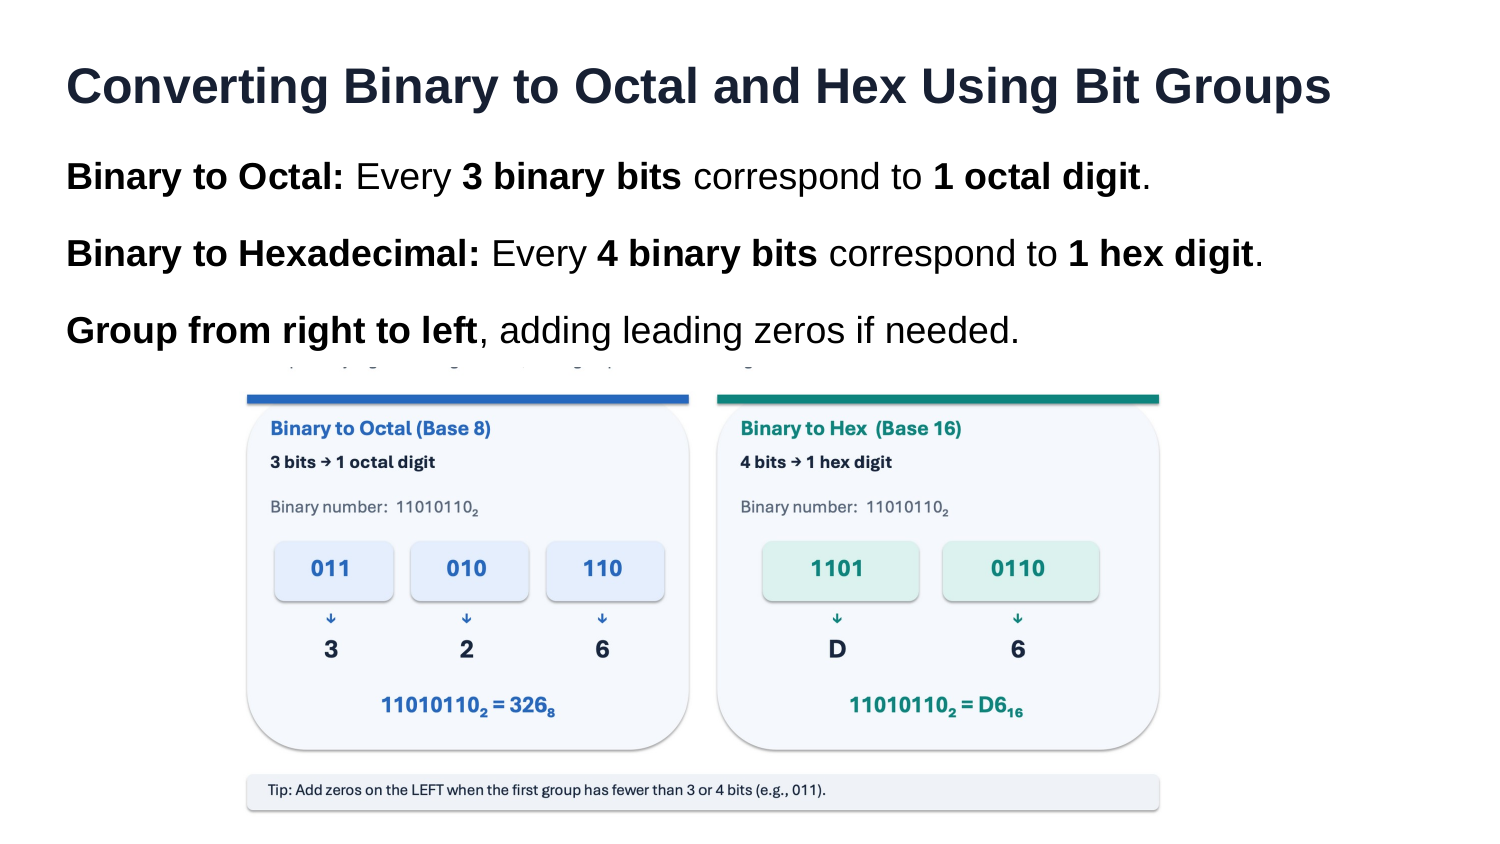 Converting Binary to Octal and Hex Using Bit Groups
Binary to Octal: Every 3 binary bits correspond to 1 octal digit.
Binary to Hexadecimal: Every 4 binary bits correspond to 1 hex digit.
Group from right to left, adding leading zeros if needed.
Binary to Octal (Base 8)
3 bits → 1 octal digit
Binary number: 11010110₂
011 010 110
↓ ↓ ↓
3 2 6
11010110₂ = 326₈
Binary to Hex (Base 16)
4 bits → 1 hex digit
Binary number: 11010110₂
1101 0110
↓ ↓
D 6
11010110₂ = D6₁₆
Tip: Add zeros on the LEFT when the first group has fewer than 3 or 4 bits (e.g., 011).